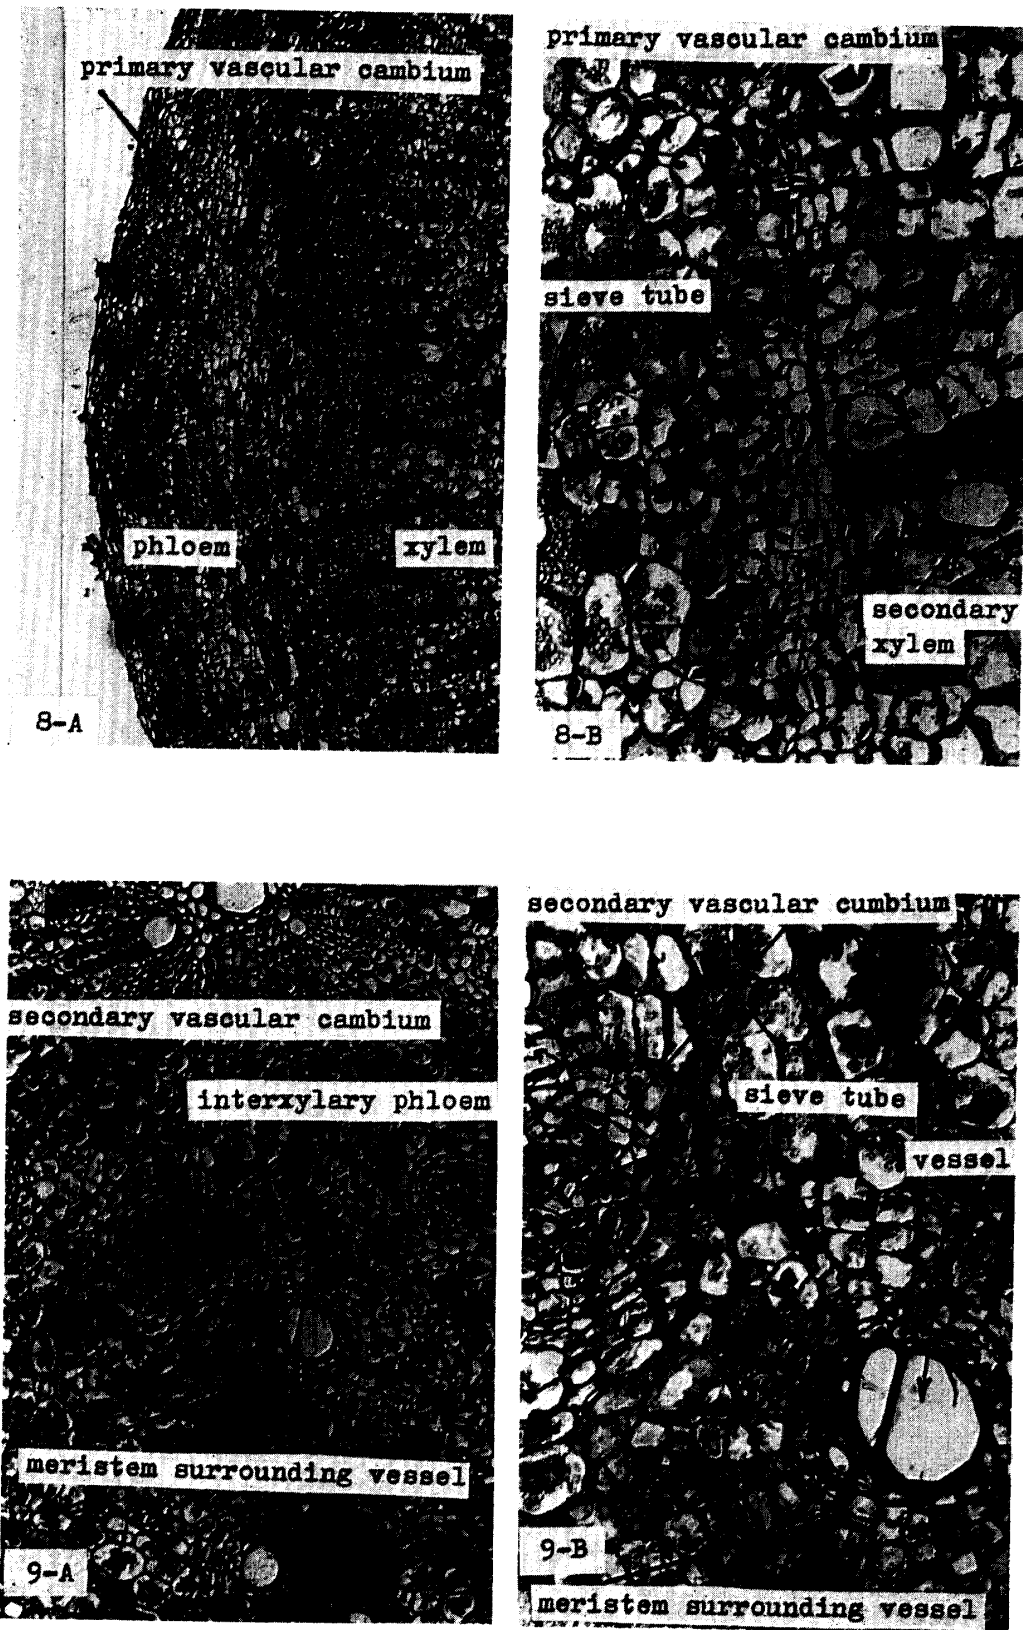 primary vascular cambium
phloem
xylem
8-A
primary vascular cambium
sieve tube
secondary
xylem
8-B
secondary vascular cambium
interxylary phloem
meristem surrounding vessel
9-A
secondary vascular cumbium
sieve tube
vessel
9-B
meristem surrounding vessel